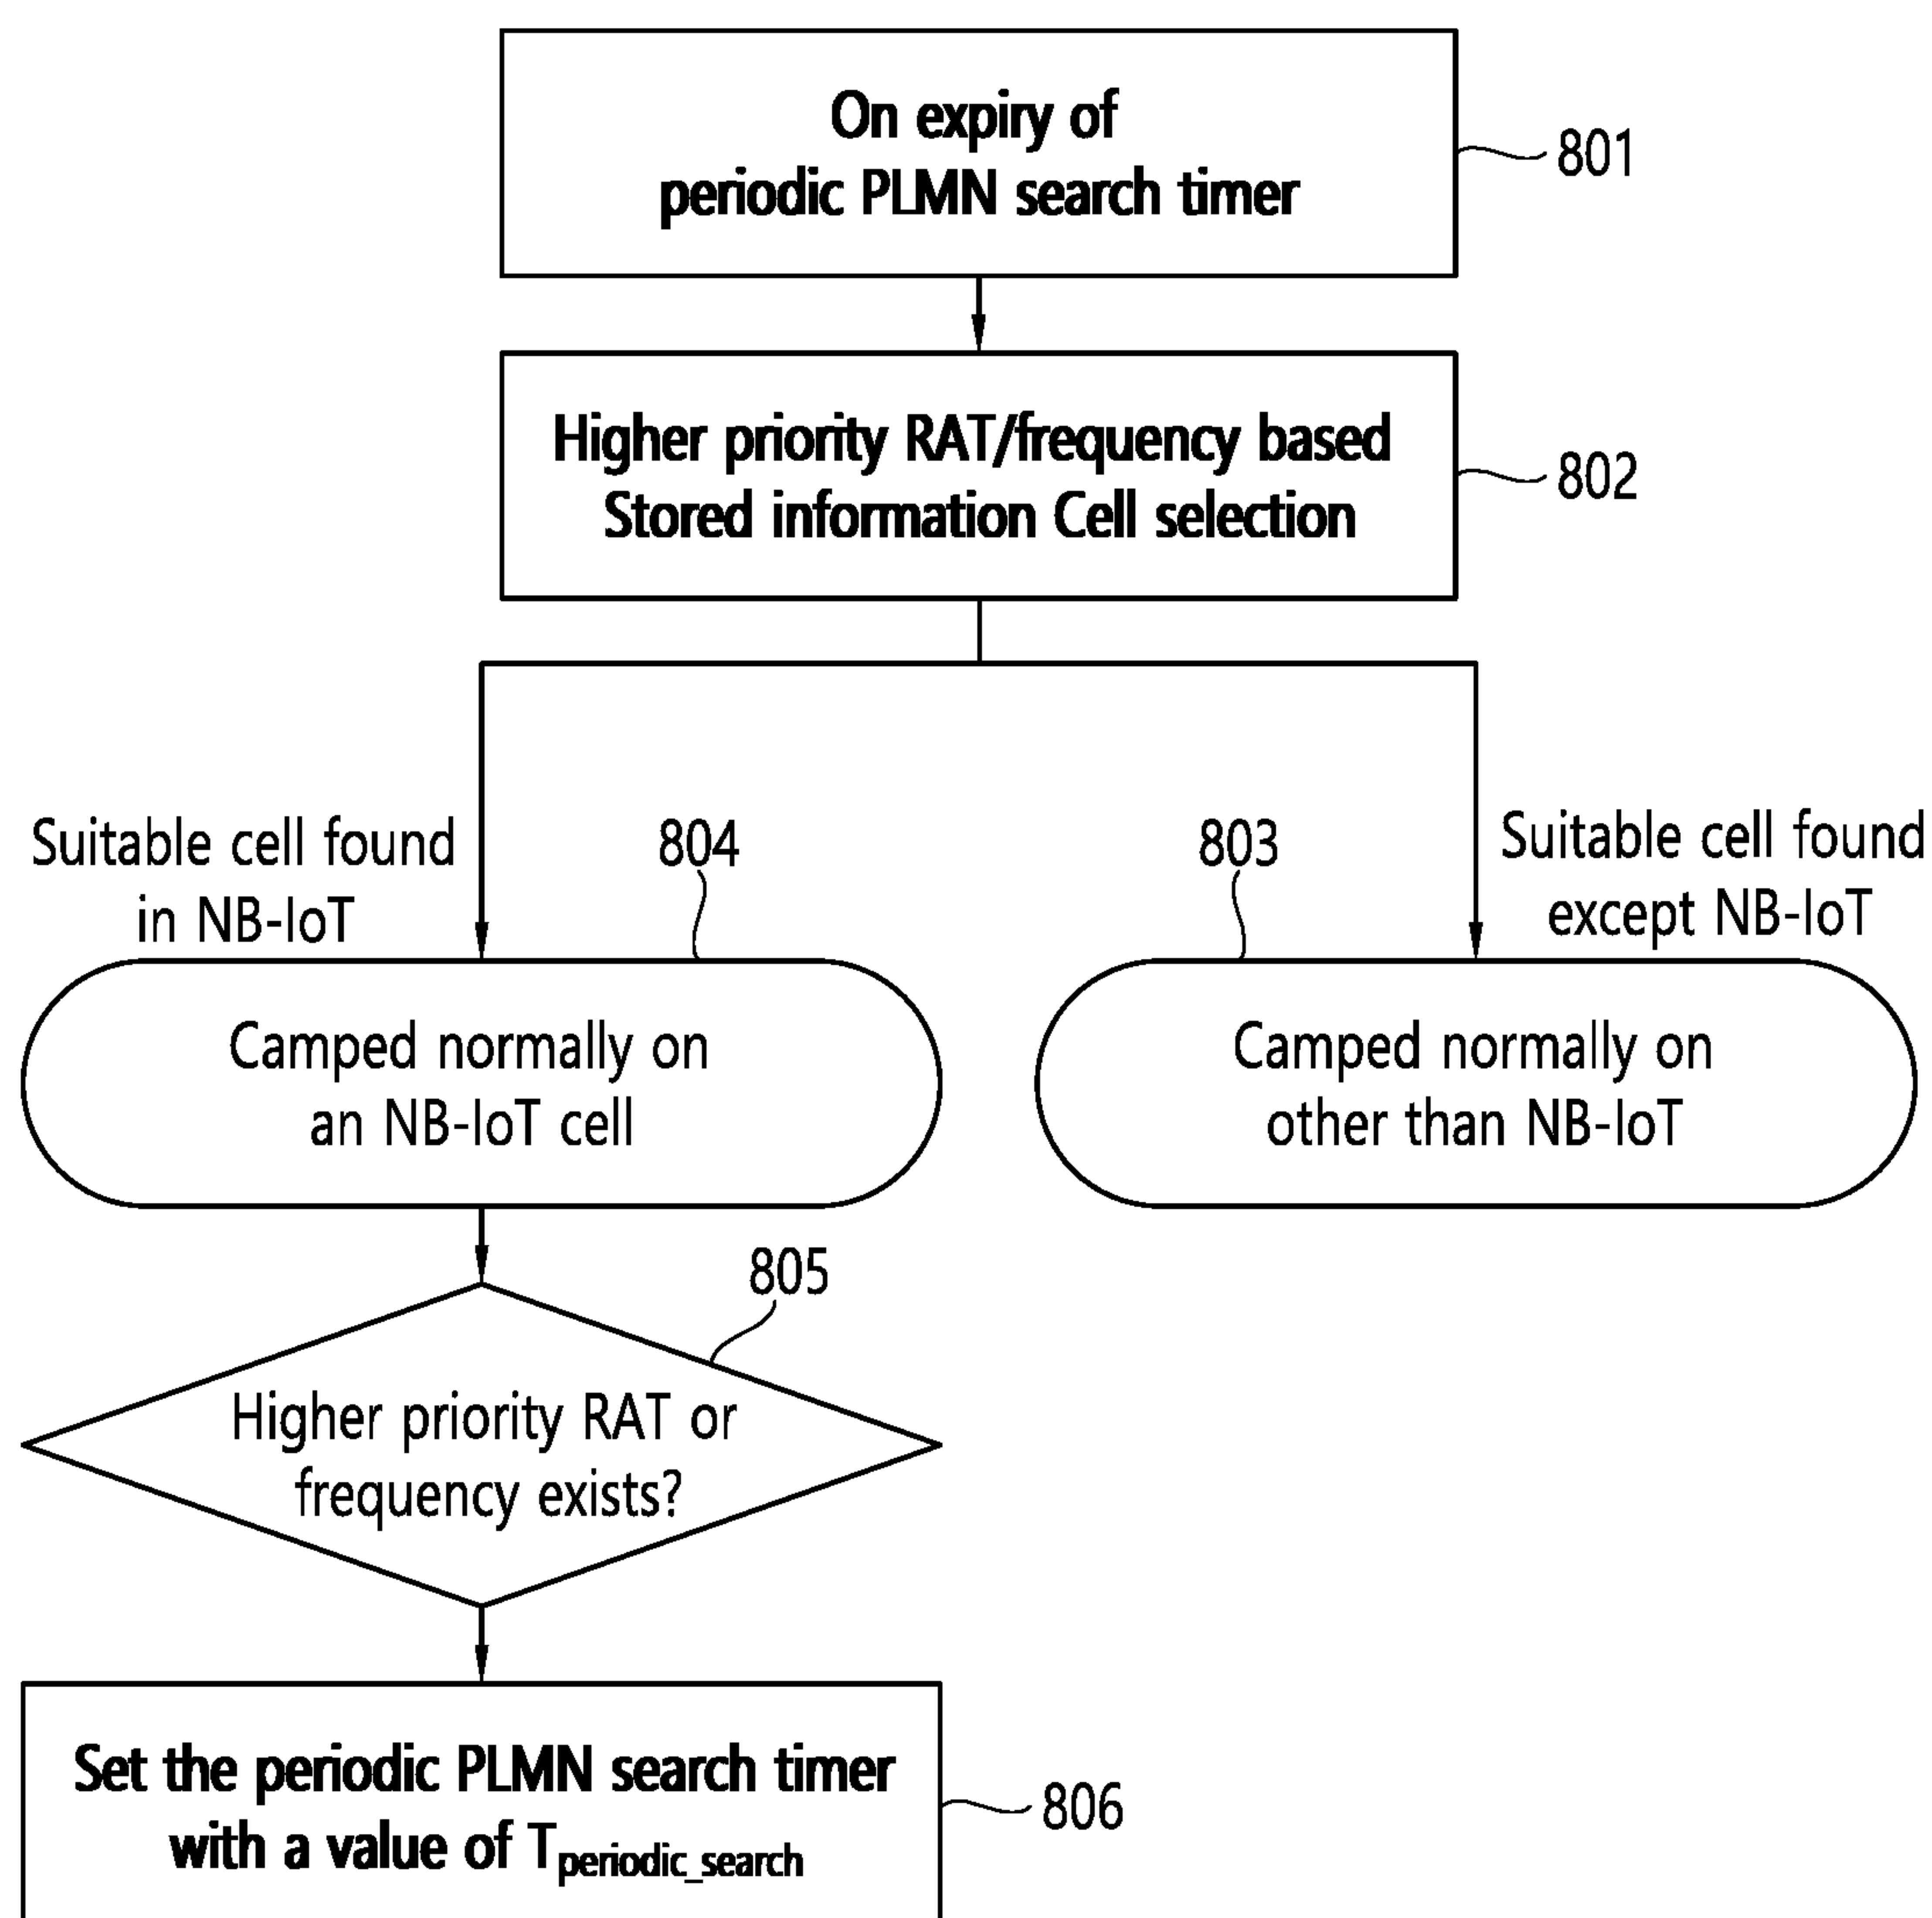 On expiry of
periodic PLMN search timer
801
Higher priority RAT/frequency based
Stored information Cell selection
802
Suitable cell found
in NB-IoT
804
803
Suitable cell found
except NB-IoT
Camped normally on
an NB-IoT cell
Camped normally on
other than NB-IoT
805
Higher priority RAT or
frequency exists?
Set the periodic PLMN search timer
with a value of Tperiodic_search
806